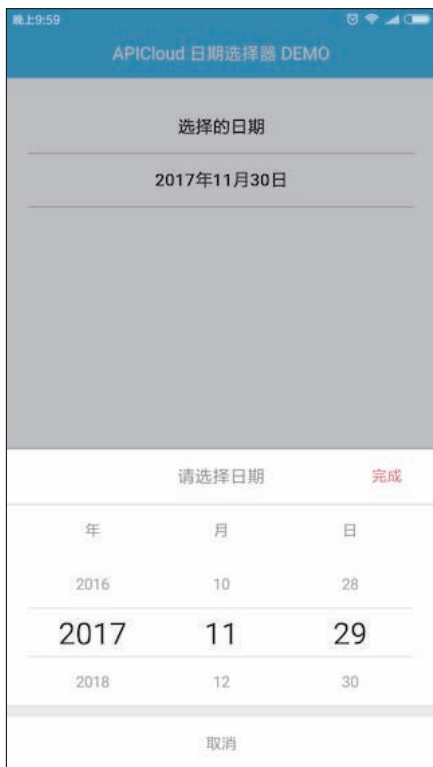 晚上9:59
APICloud 日期选择器 DEMO
选择的日期
2017年11月30日
请选择日期 完成
年 月 日
2016 10 28
2017 11 29
2018 12 30
取消